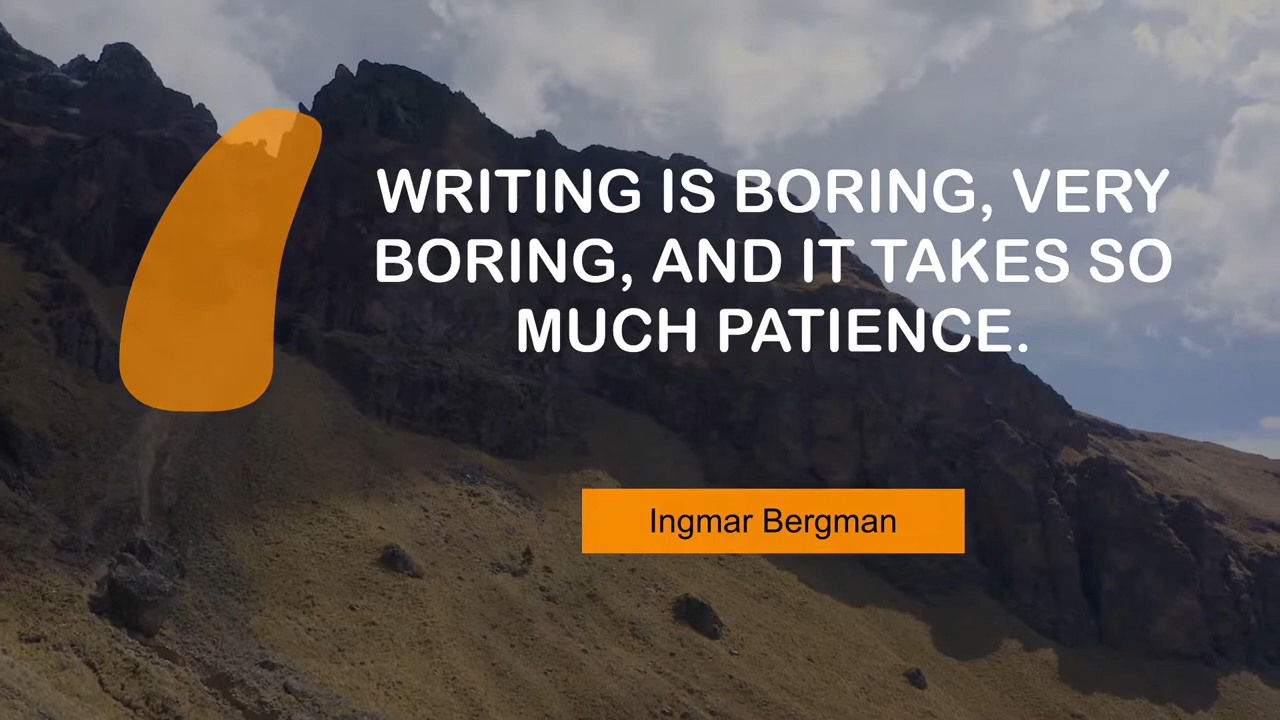 WRITING IS BORING, VERY
BORING, AND IT TAKES SO
MUCH PATIENCE.
Ingmar Bergman